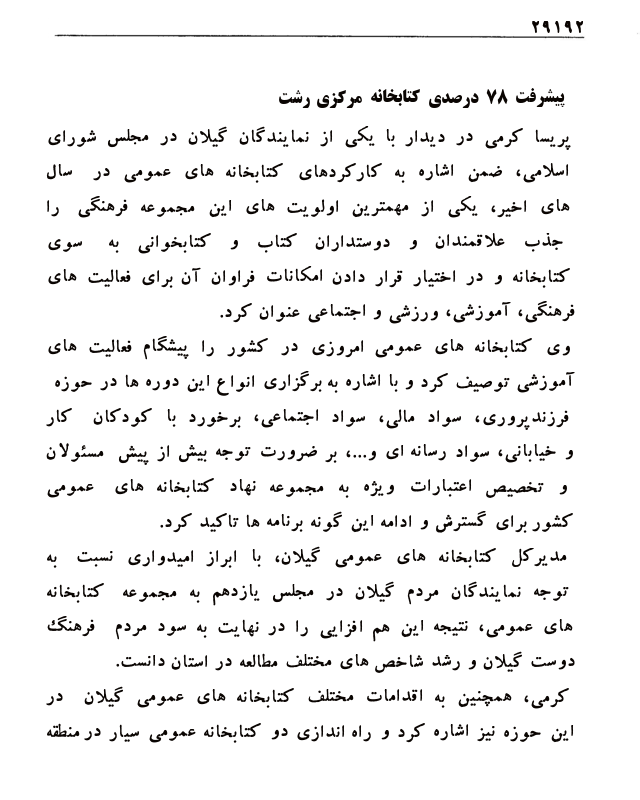 ۲۹۱۹۲
پیشرفت ۷۸ درصدی کتابخانه مرکزی رشت
پریسا کرمی در دیدار با یکی از نمایندگان گیلان در مجلس شورای
اسلامی، ضمن اشاره به کارکردهای کتابخانه های عمومی در سال
های اخیر، یکی از مهمترین اولویت های این مجموعه فرهنگی را
جذب علاقمندان و دوستداران کتاب و کتابخوانی به سوی
کتابخانه و در اختیار قرار دادن امکانات فراوان آن برای فعالیت های
فرهنگی، آموزشی، ورزشی و اجتماعی عنوان کرد.
وی کتابخانه های عمومی امروزی در کشور را پیشگام فعالیت های
آموزشی توصیف کرد و با اشاره به برگزاری انواع این دوره ها در حوزه
فرزندپروری، سواد مالی، سواد اجتماعی، برخورد با کودکان کار
و خیابانی، سواد رسانه ای و...، بر ضرورت توجه بیش از پیش مسئولان
و تخصیص اعتبارات ویژه به مجموعه نهاد کتابخانه های عمومی
کشور برای گسترش و ادامه این گونه برنامه ها تاکید کرد.
مدیرکل کتابخانه های عمومی گیلان، با ابراز امیدواری نسبت به
توجه نمایندگان مردم گیلان در مجلس یازدهم به مجموعه کتابخانه
های عمومی، نتیجه این هم افزایی را در نهایت به سود مردم فرهنگ
دوست گیلان و رشد شاخص های مختلف مطالعه در استان دانست.
کرمی، همچنین به اقدامات مختلف کتابخانه های عمومی گیلان در
این حوزه نیز اشاره کرد و راه اندازی دو کتابخانه عمومی سیار در منطقه